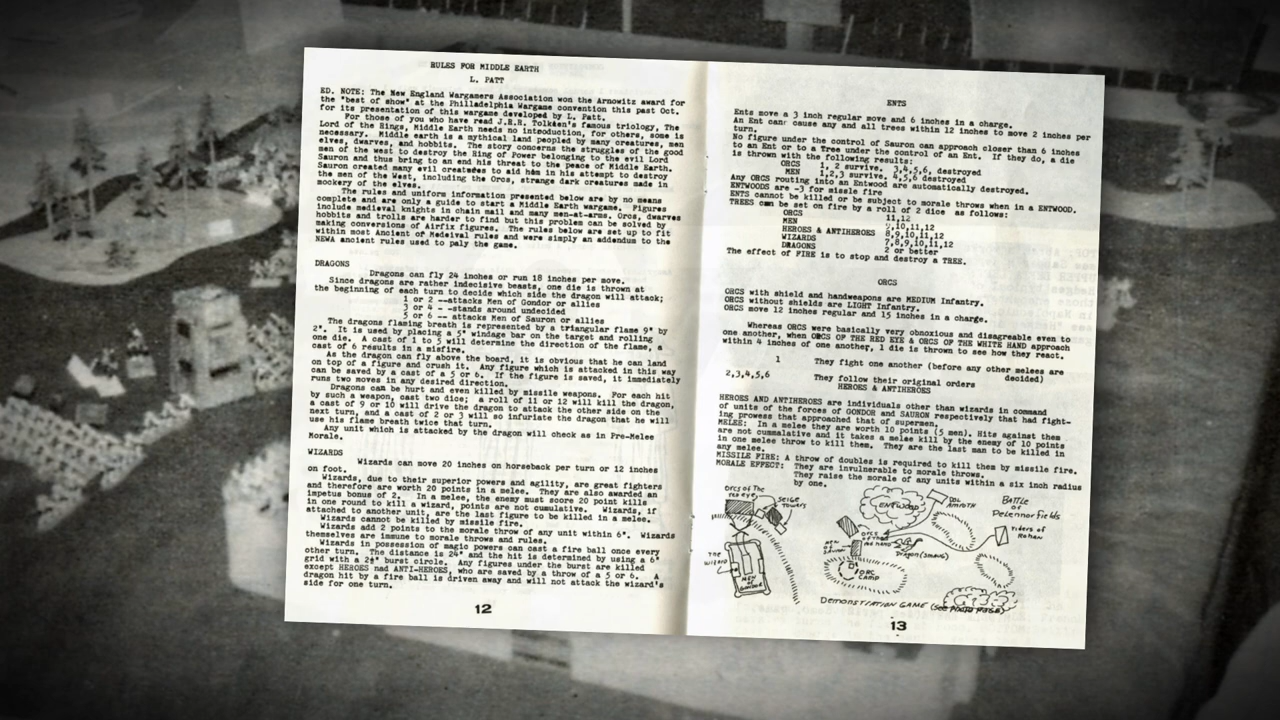 RULES FOR MIDDLE EARTH
L. PATT
ED. NOTE: The New England Wargamers Association won the Arnowitz award for
the "best of show" at the Philadelphia Wargame convention this past Oct.
for its presentation of this wargame developed by L. Patt.
For those of you who have read J.R.R. Tolkien's famous triology, The
Lord of the Rings, Middle Earth needs no introduction, for others, some is
necessary. Middle earth is a mythical land peopled by many creatures, men
elves, dwarves, and hobbits. The story concerns the struggles of the good
men of the west to destroy the Ring of Power belonging to the evil Lord
Sauron and thus bring to an end his threat to the peace of Middle Earth.
Sauron created many evil creatures to aid him in his attempt to destroy
the men of the West, including the Orcs, strange dark creatures made in
mockery of the elves.
The rules and uniform information presented below are by no means
complete and are only a guide to start a Middle Earth wargame. Figures
include medieval knights in chain mail and many men-at-arms. Orcs, dwarves
hobbits and trolls are harder to find but this problem can be solved by
making conversions of Airfix figures. The rules below are set up to fit
within most Ancient or Medeival rules and were simply an addendum to the
NEWA ancient rules used to paly the game.
DRAGONS
Dragons can fly 24 inches or run 18 inches per move.
Since dragons are rather indecisive beasts, one die is thrown at
the beginning of each turn to decide which side the dragon will attack;
1 or 2 --attacks Men of Gondor or allies
3 or 4 --stands around undecided
5 or 6 -- attacks Men of Sauron or allies
The dragons flaming breath is represented by a triangular flame 9" by
2". It is used by placing a 5" windage bar on the target and rolling
one die. A cast of 1 to 5 will determine the direction of the flame, a
cast of 6 results in a misfire.
As the dragon can fly above the board, it is obvious that he can land
on top of a figure and crush it. Any figure which is attacked in this way
can be saved by a cast of a 5 or 6. If the figure is saved, it immediately
runs two moves in any desired direction.
Dragons can be hurt and even killed by missile weapons. For each hit
by such a weapon, cast two dice; a roll of 11 or 12 will kill the dragon,
a cast of 9 or 10 will drive the dragon to attack the other side on the
next turn, and a cast of 2 or 3 will so infuriate the dragon that he will
use his flame breath twice that turn.
Any unit which is attacked by the dragon will check as in Pre-Melee
Morale.
WIZARDS
Wizards can move 20 inches on horseback per turn or 12 inches
on foot.
Wizards, due to their superior powers and agility, are great fighters
and therefore are worth 20 points in a melee. They are also awarded an
impetus bonus of 2. In a melee, the enemy must score 20 point kills
in one round to kill a wizard, points are not cumulative. Wizards, if
attached to another unit, are the last figure to be killed in a melee.
Wizards cannot be killed by missile fire.
Wizards add 2 points to the morale throw of any unit within 6". Wizards
themselves are immune to morale throws and rules.
Wizards in possession of magic powers can cast a fire ball once every
other turn. The distance is 24" and the hit is determined by using a 6"
grid with a 2½" burst circle. Any figures under the burst are killed
except HEROES nad ANTI-HEROES, who are saved by a throw of a 5 or 6. A
dragon hit by a fire ball is driven away and will not attack the wizard's
side for one turn.
12
ENTS
Ents move a 3 inch regular move and 6 inches in a charge.
An Ent can cause any and all trees within 12 inches to move 2 inches per
turn.
No figure under the control of Sauron can approach closer than 6 inches
to an Ent or to a Tree under the control of an Ent. If they do, a die
is thrown with the following results:
ORCS 1, 2 survive, 3,4,5,6, destroyed
MEN 1,2,3 survive, 4,5,6 destroyed
Any ORCS routing into an Entwood are automatically destroyed.
ENTWOODS are -3 for missle fire
ENTS cannot be killed or be subject to morale throws when in a ENTWOOD.
TREES can be set on fire by a roll of 2 dice as follows:
ORCS 11,12
MEN 9,10,11,12
HEROES & ANTIHEROES 8,9,10,11,12
WIZARDS 7,8,9,10,11,12
DRAGONS 2 or better
The effect of FIRE is to stop and destroy a TREE.
ORCS
ORCS with shield and handweapons are MEDIUM Infantry.
ORCS without shields are LIGHT Infantry.
ORCS move 12 inches regular and 15 inches in a charge.
Whereas ORCS were basically very obnoxious and disagreable even to
one another, when ORCS OF THE RED EYE & ORCS OF THE WHITE HAND approach
within 4 inches of one another, 1 die is thrown to see how they react.
1 They fight one another (before any other melees are
decided)
2,3,4,5,6 They follow their original orders
HEROES & ANTIHEROES
HEROES AND ANTIHEROES are individuals other than wizards in command
of units of the forces of GONDOR and SAURON respectively that had fight-
ing prowess that approached that of supermen.
MELEE: In a melee they are worth 10 points (5 men). Hits against them
are not cummalative and it takes a melee kill by the enemy of 10 points
in one melee throw to kill them. They are the last man to be killed in
any melee.
MISSILE FIRE: A throw of doubles is required to kill them by missile fire.
MORALE EFFECT: They are invulnerable to morale throws.
They raise the morale of any units within a six inch radius
by one.
Orcs of the
red eye
SEIGE
TOWERS
ENTWOOD
DOL
AMROTH
BATTLE
OF
Pelennor Fields
Riders of
Rohan
Dragon (SMAUG)
ORC
CAMP
THE
WIZARD
MEN
OF
GONDOR
DEMONSTRATION GAME (See PHOTO PAGE)
13